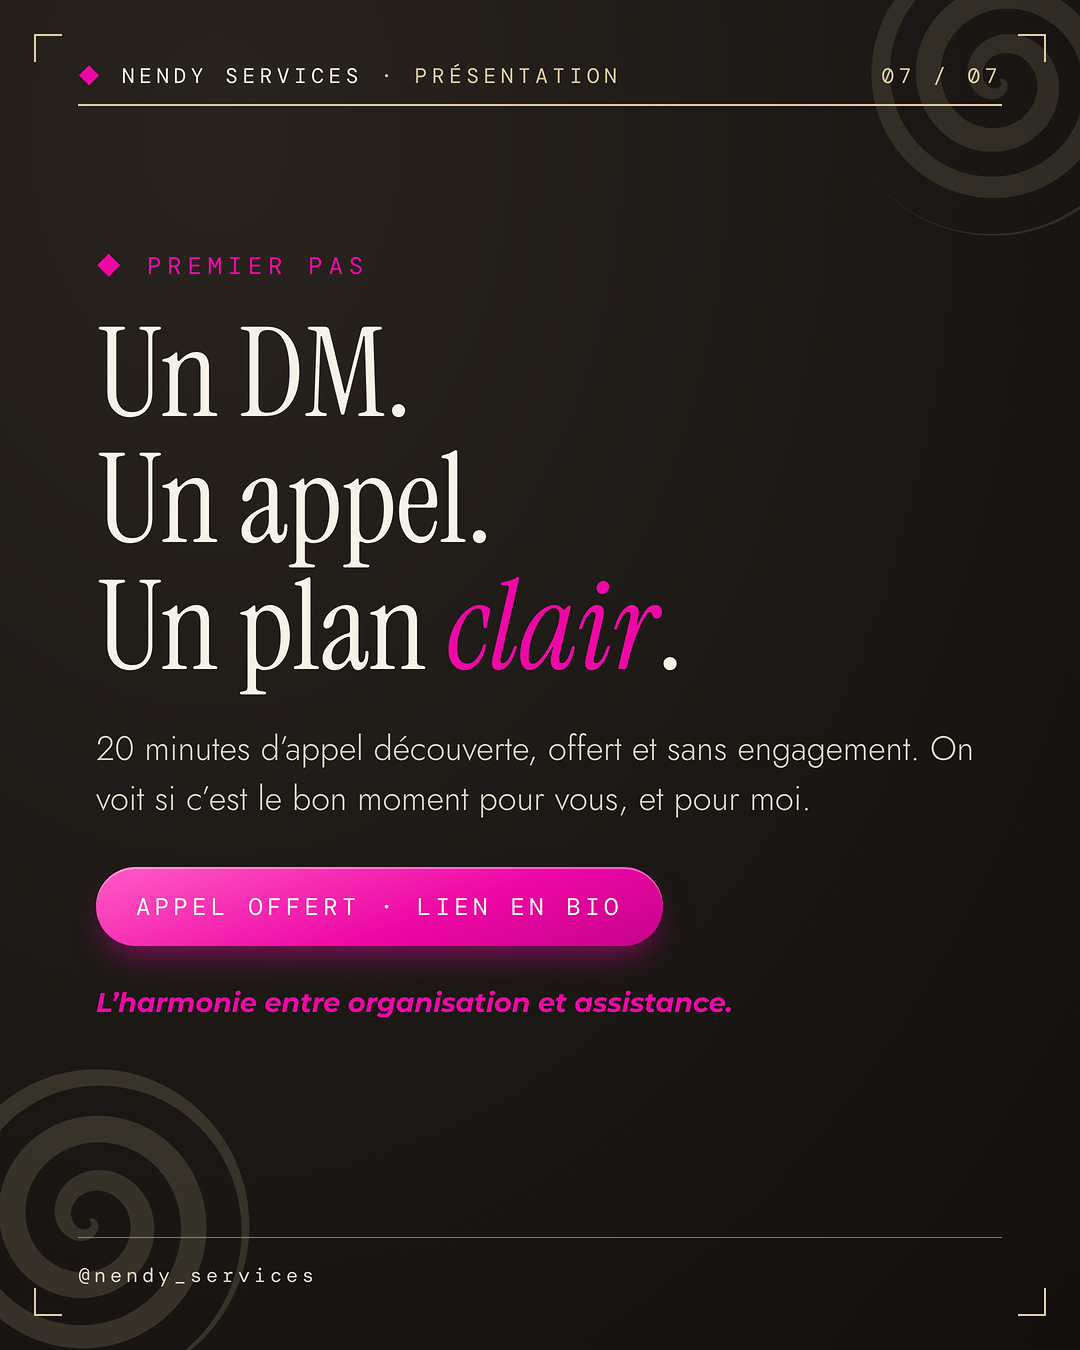 NENDY SERVICES · PRÉSENTATION 07 / 07
PREMIER PAS
Un DM.
Un appel.
Un plan clair.
20 minutes d’appel découverte, offert et sans engagement. On
voit si c’est le bon moment pour vous, et pour moi.
APPEL OFFERT · LIEN EN BIO
L’harmonie entre organisation et assistance.
@nendy_services